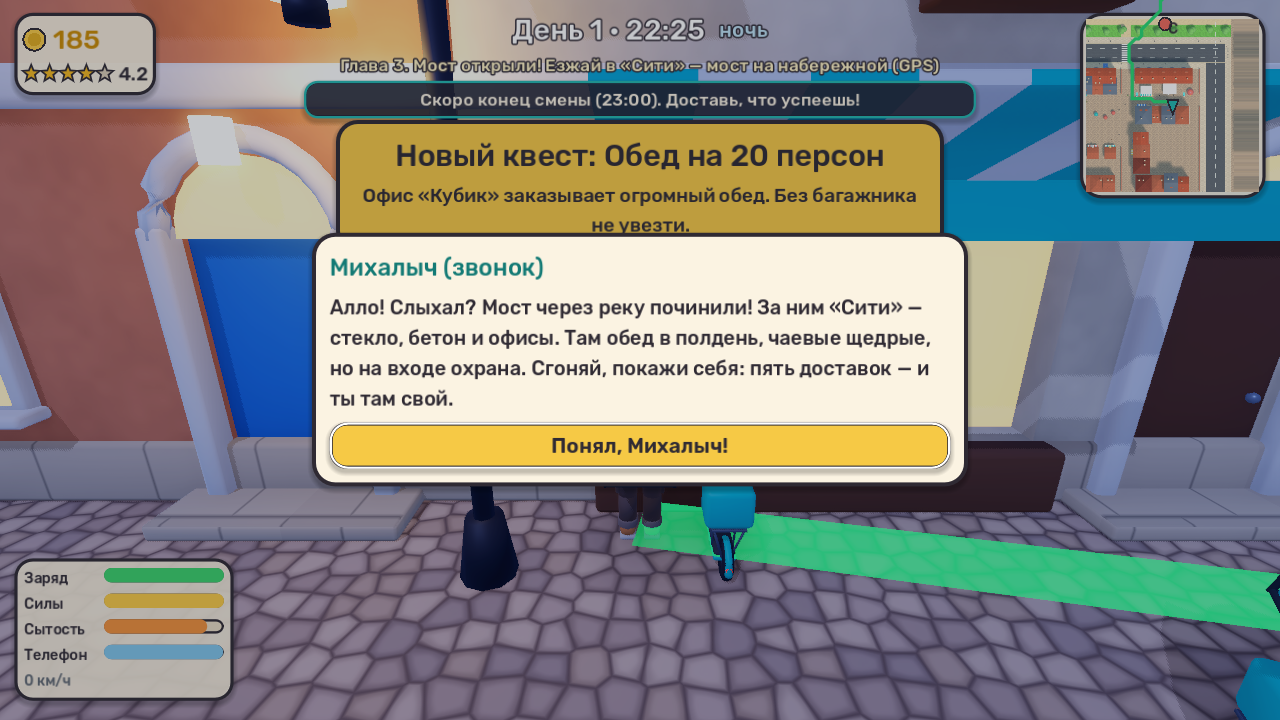 185
4.2
День 1 • 22:25 ночь
Глава 3. Мост открыли! Езжай в «Сити» — мост на набережной (GPS)
Скоро конец смены (23:00). Доставь, что успеешь!
Новый квест: Обед на 20 персон
Офис «Кубик» заказывает огромный обед. Без багажника
не увезти.
Михалыч (звонок)
Алло! Слыхал? Мост через реку починили! За ним «Сити» —
стекло, бетон и офисы. Там обед в полдень, чаевые щедрые,
но на входе охрана. Сгоняй, покажи себя: пять доставок — и
ты там свой.
Понял, Михалыч!
Заряд
Силы
Сытость
Телефон
0 км/ч